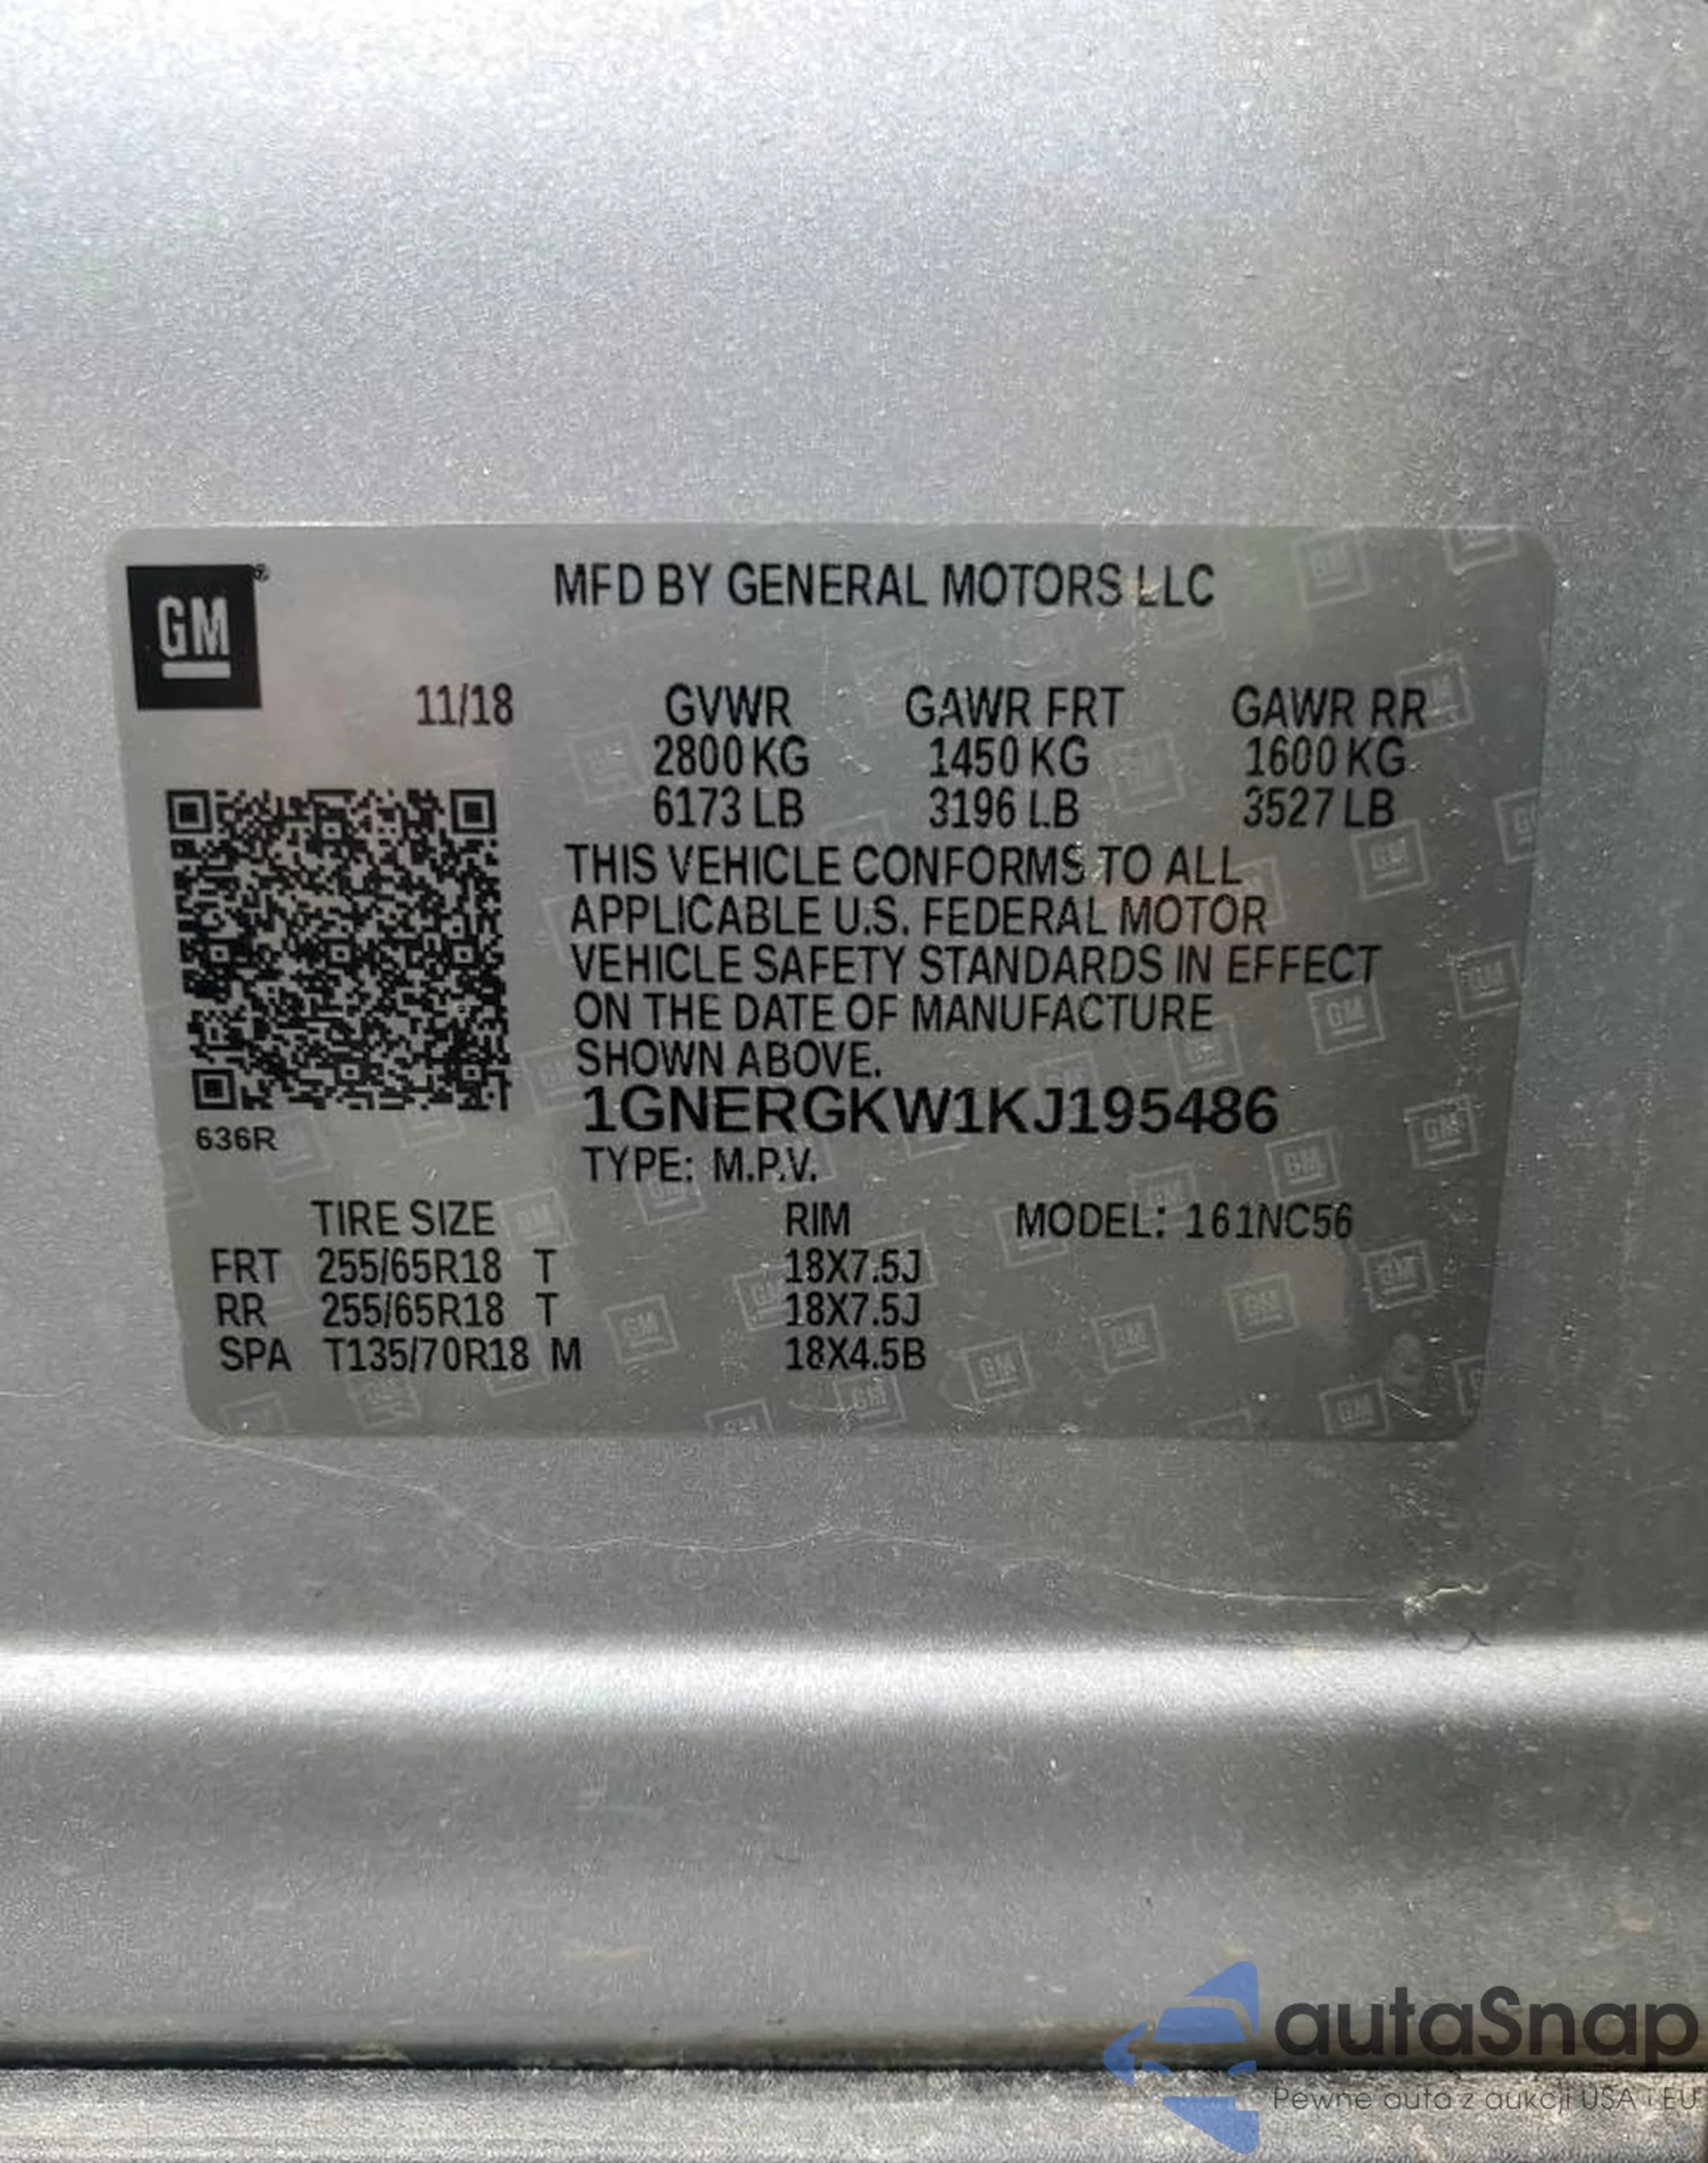 GM
MFD BY GENERAL MOTORS LLC
11/18 GVWR GAWR FRT GAWR RR
2800 KG 1450 KG 1600 KG
6173 LB 3196 LB 3527 LB
THIS VEHICLE CONFORMS TO ALL
APPLICABLE U.S. FEDERAL MOTOR
VEHICLE SAFETY STANDARDS IN EFFECT
ON THE DATE OF MANUFACTURE
SHOWN ABOVE.
1GNERGKW1KJ195486
636R
TYPE: M.P.V.
TIRE SIZE RIM MODEL: 161NC56
FRT 255/65R18 T 18X7.5J
RR 255/65R18 T 18X7.5J
SPA T135/70R18 M 18X4.5B
autaSnap
Pewne auta z aukcji USA i EU